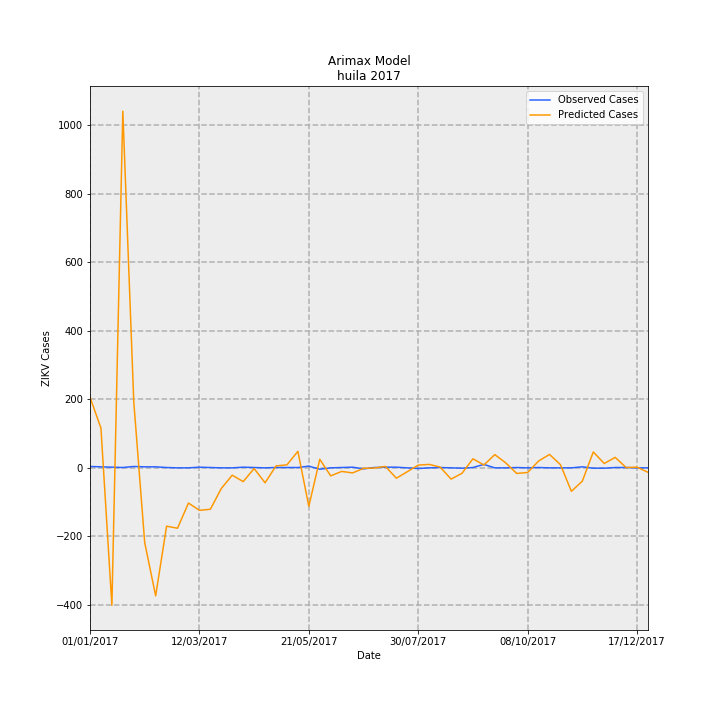 Arimax Model
huila 2017
Observed Cases
Predicted Cases
ZIKV Cases
1000
800
600
400
200
0
−200
−400
01/01/2017
12/03/2017
21/05/2017
30/07/2017
08/10/2017
17/12/2017
Date